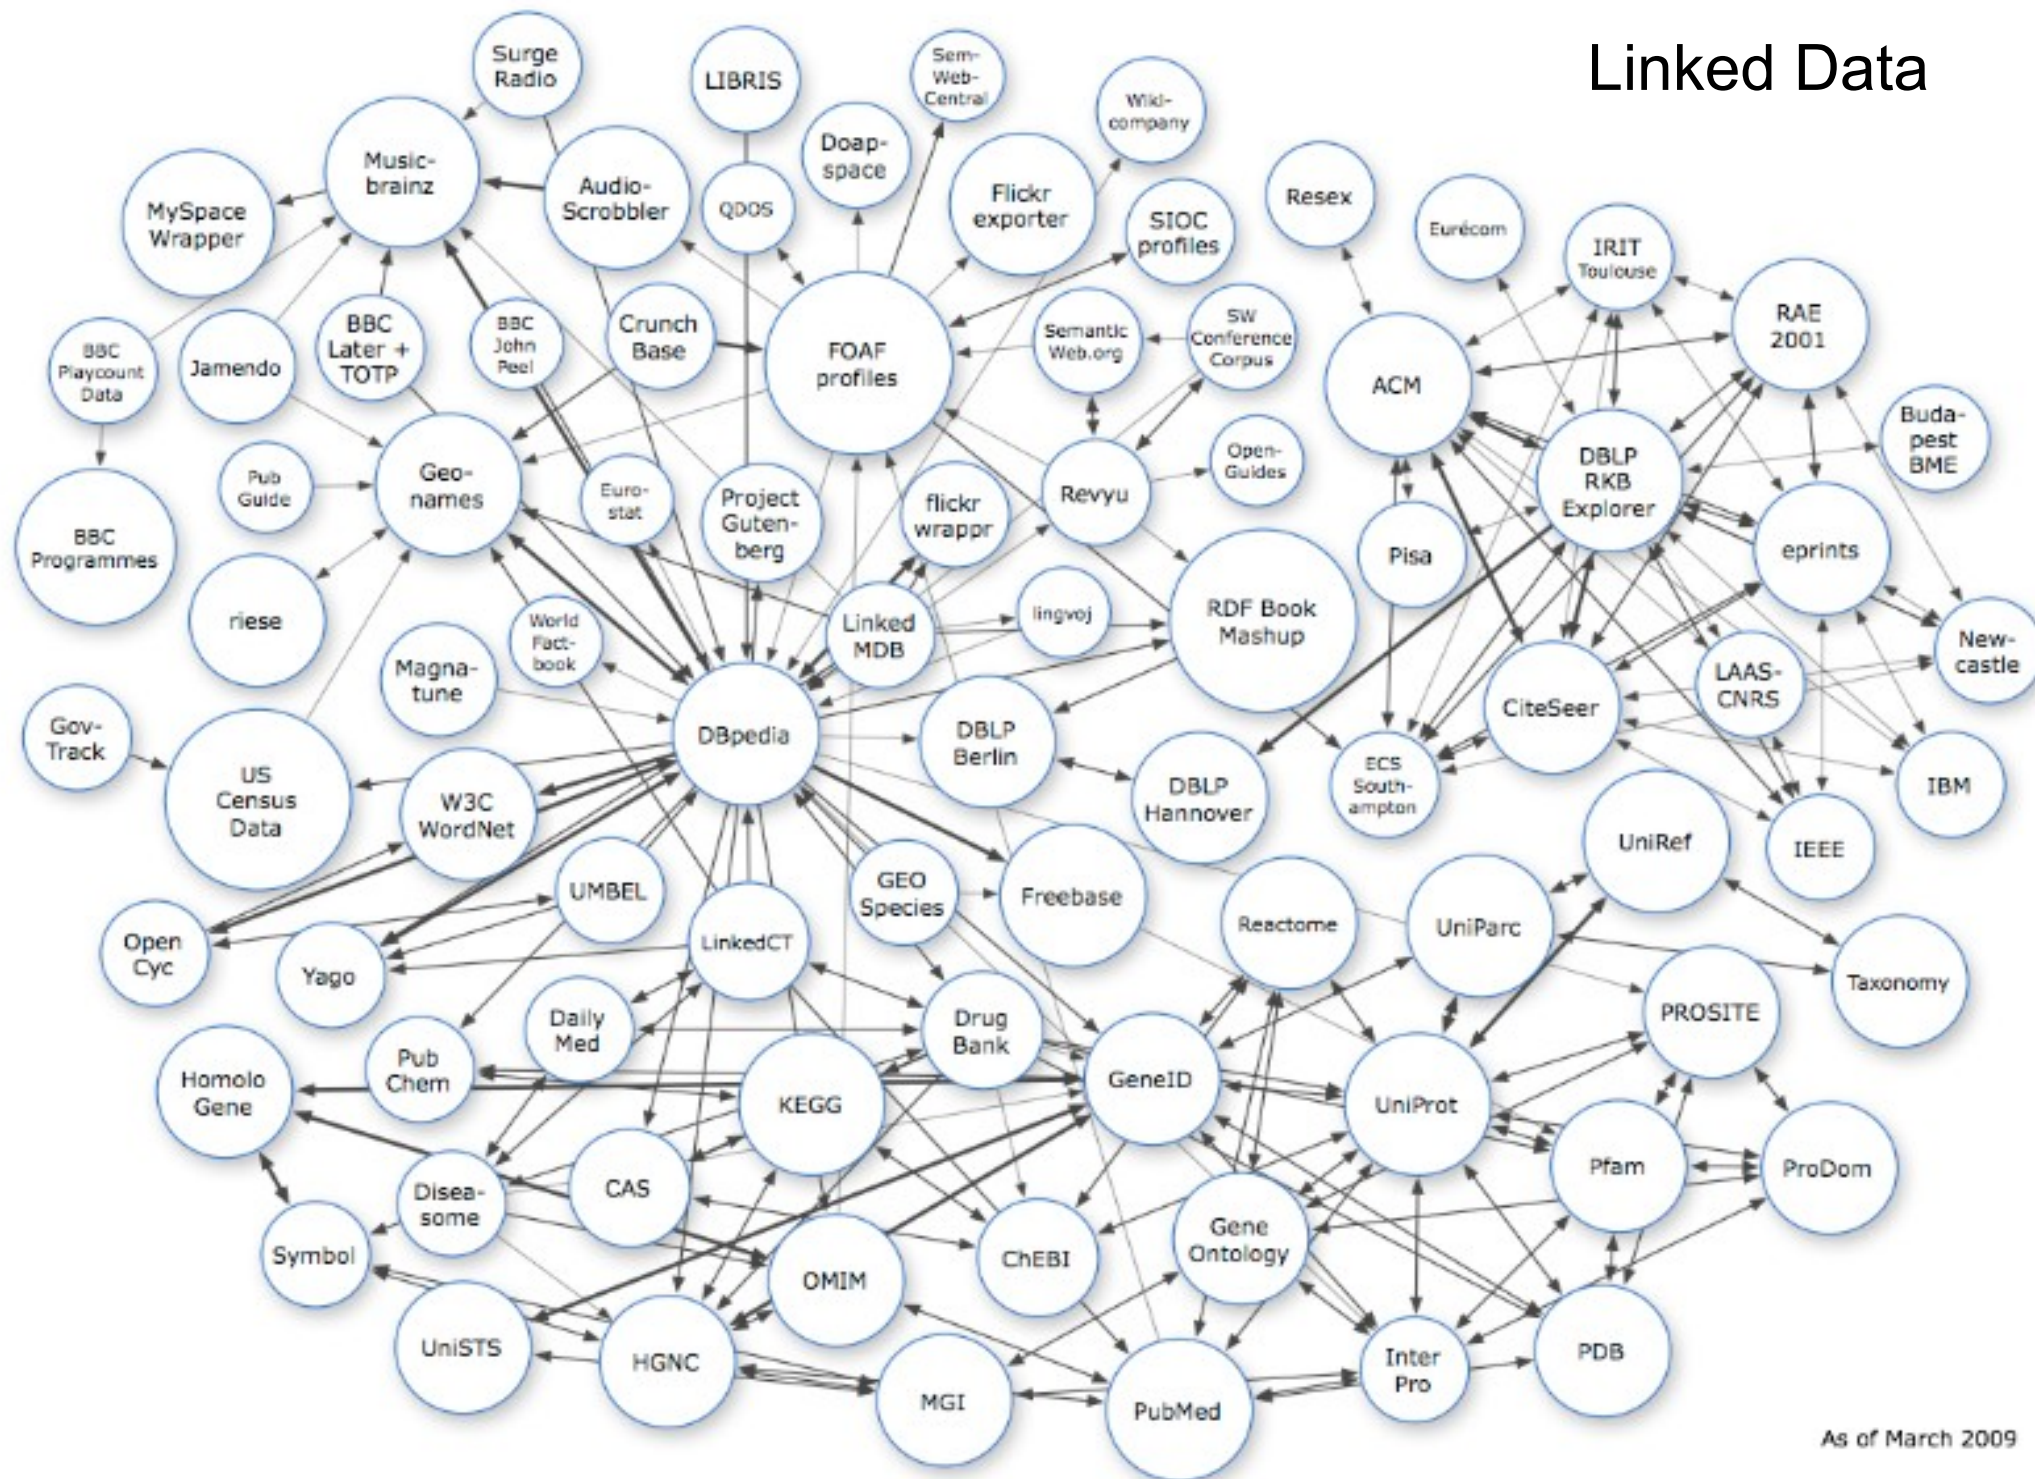 Linked Data
Surge
Radio
LIBRIS
Sem-
Web-
Central
Wiki-
company
Music-
brainz
Audio-
Scrobbler
QDOS
Doap-
space
Flickr
exporter
SIOC
profiles
Resex
Eurécom
IRIT
Toulouse
MySpace
Wrapper
RAE
2001
BBC
Playcount
Data
Jamendo
BBC
Later +
TOTP
BBC
John
Peel
Crunch
Base
FOAF
profiles
Semantic
Web.org
SW
Conference
Corpus
ACM
Buda-
pest
BME
Pub
Guide
Geo-
names
Euro-
stat
Project
Guten-
berg
flickr
wrappr
Revyu
Open-
Guides
DBLP
RKB
Explorer
BBC
Programmes
Pisa
eprints
riese
World
Fact-
book
Linked
MDB
lingvoj
RDF Book
Mashup
New-
castle
Magna-
tune
LAAS-
CNRS
Gov-
Track
DBpedia
DBLP
Berlin
CiteSeer
US
Census
Data
W3C
WordNet
DBLP
Hannover
ECS
South-
ampton
IBM
UniRef
IEEE
UMBEL
GEO
Species
Freebase
Reactome
UniParc
Open
Cyc
Yago
LinkedCT
Taxonomy
Daily
Med
Drug
Bank
PROSITE
Homolo
Gene
Pub
Chem
KEGG
GeneID
UniProt
Disea-
some
CAS
Pfam
ProDom
Symbol
OMIM
ChEBI
Gene
Ontology
UniSTS
HGNC
MGI
PubMed
Inter
Pro
PDB
As of March 2009